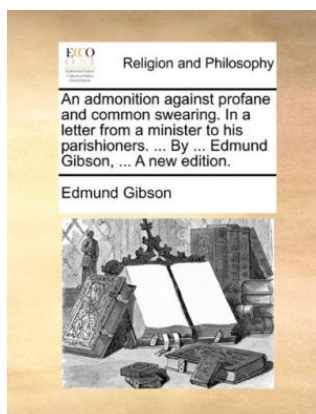 ECCO
Religion and Philosophy
An admonition against profane
and common swearing. In a
letter from a minister to his
parishioners. ... By ... Edmund
Gibson, ... A new edition.
Edmund Gibson